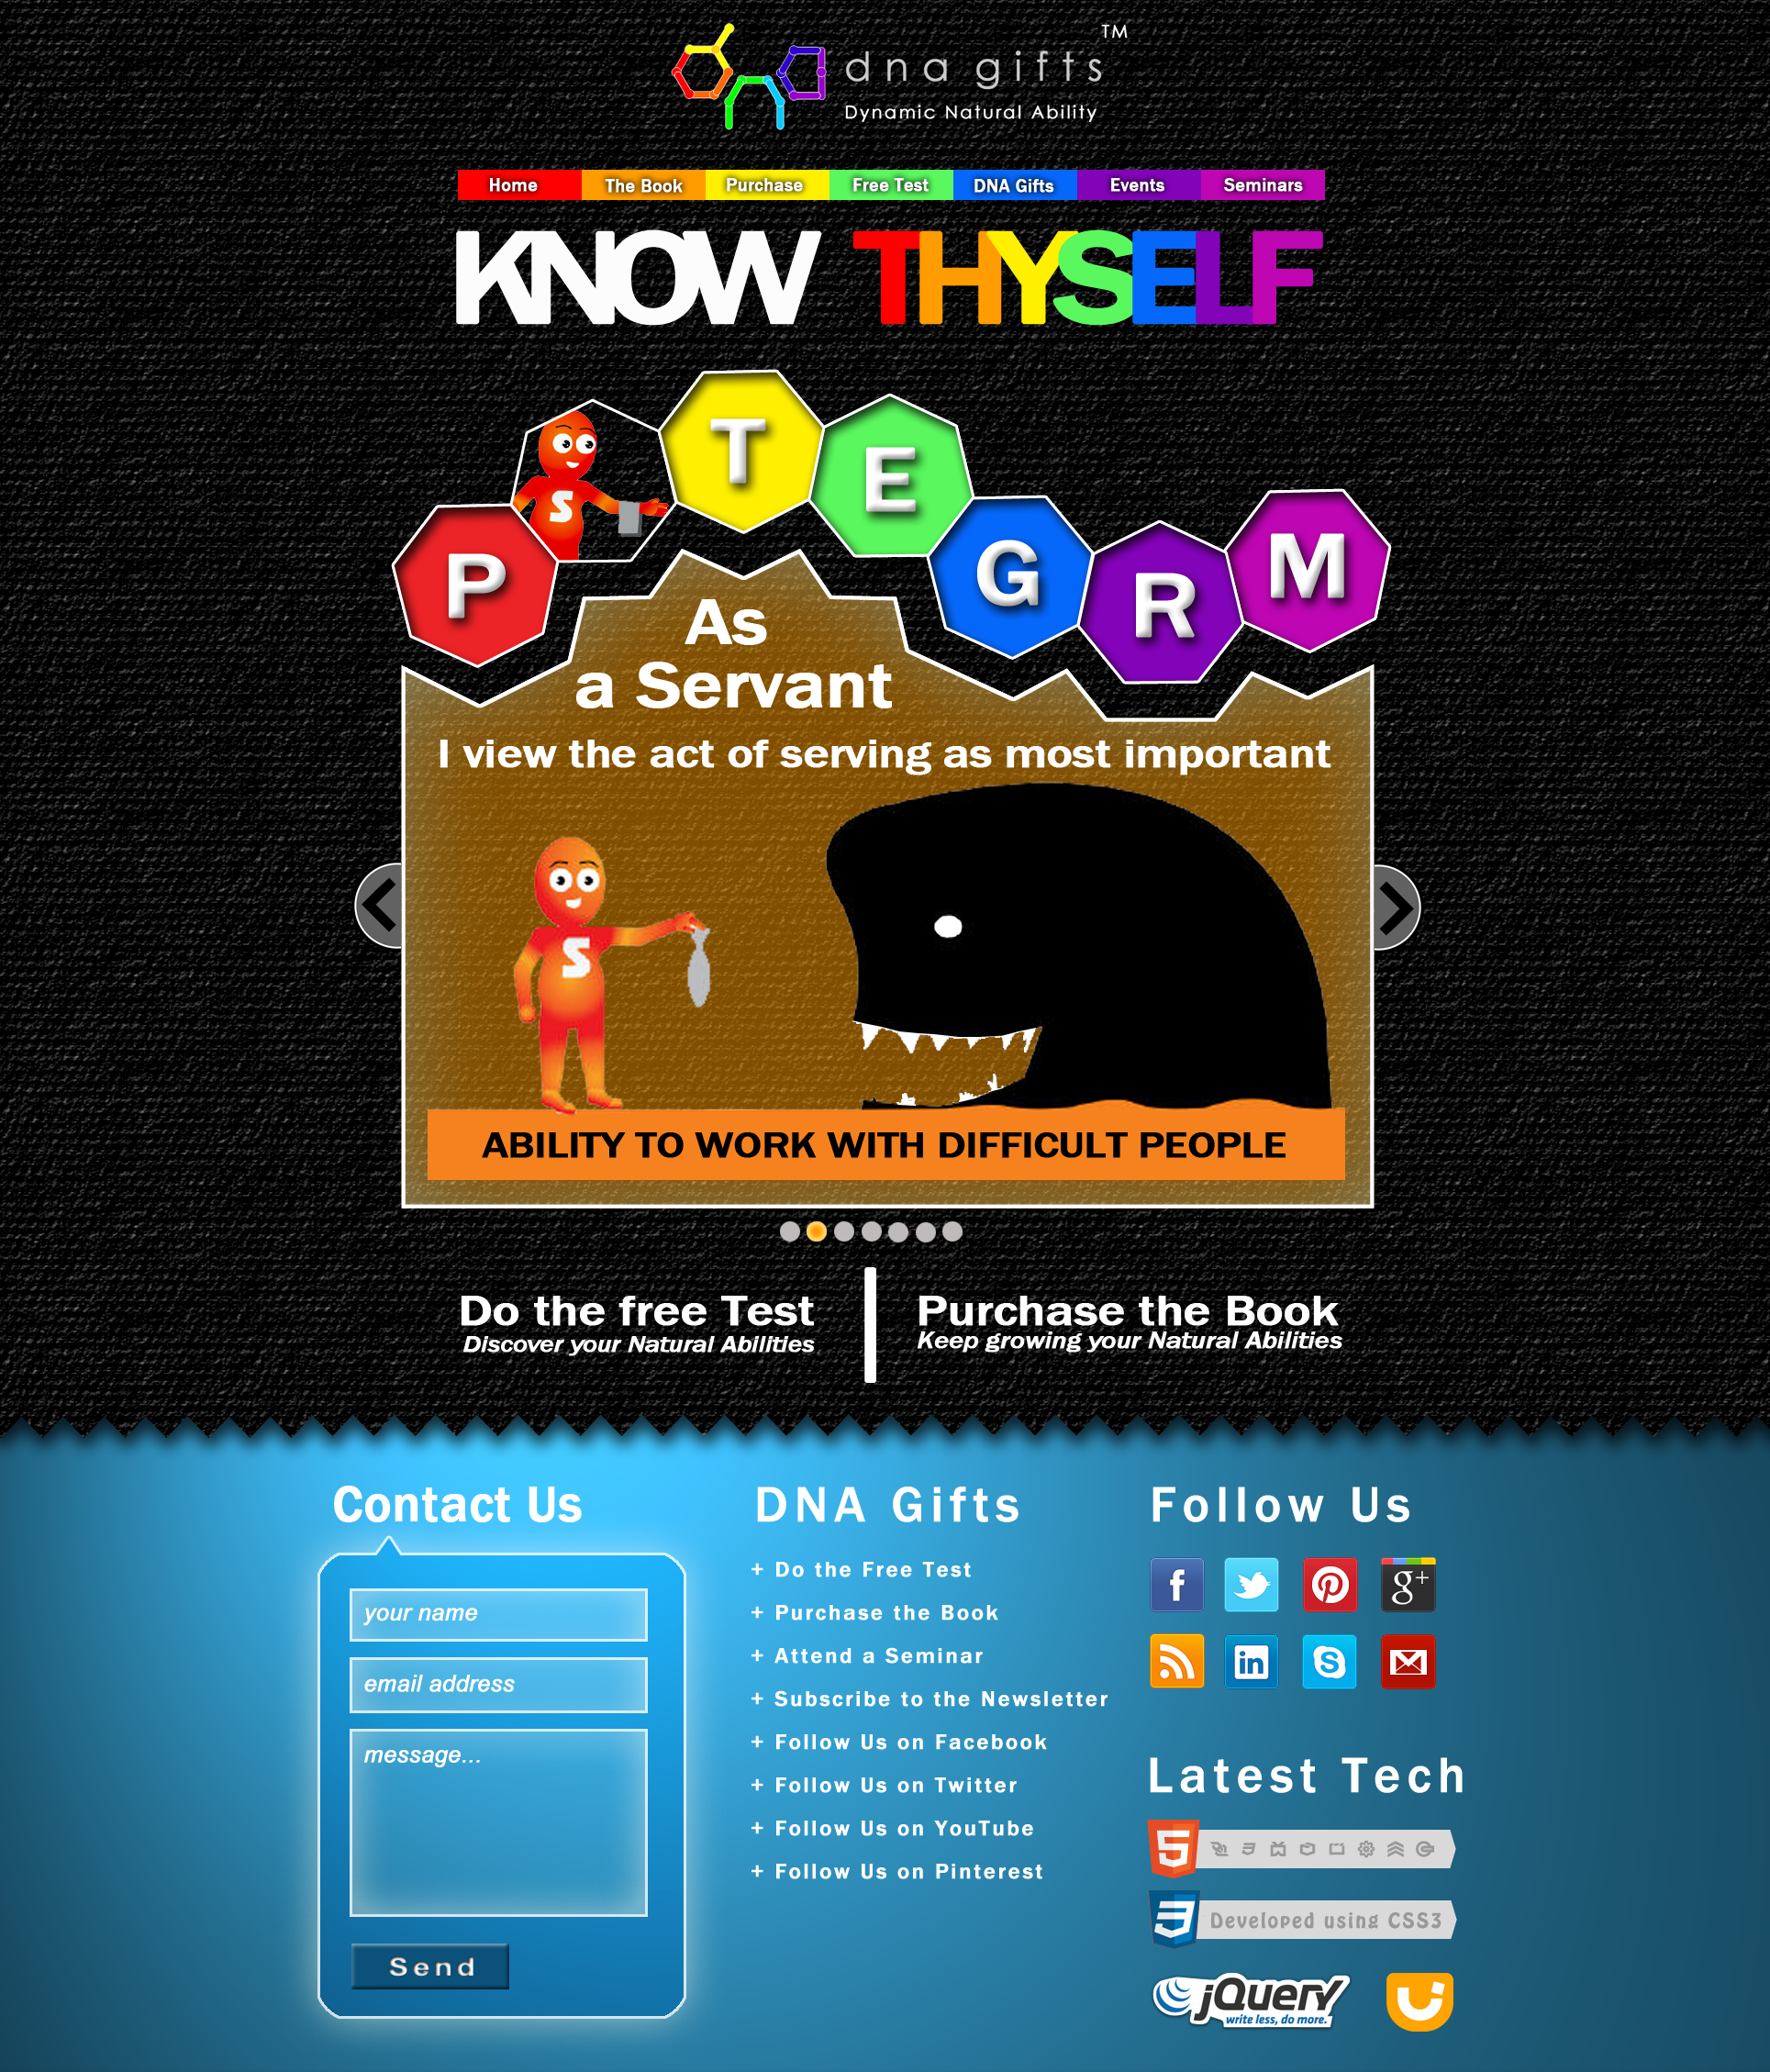 TM
dna gifts
Dynamic Natural Ability
Home The Book Purchase Free Test DNA Gifts Events Seminars
KNOW THYSELF
P S T E G R M
As
a Servant
I view the act of serving as most important
S
ABILITY TO WORK WITH DIFFICULT PEOPLE
Do the free Test
Discover your Natural Abilities
Purchase the Book
Keep growing your Natural Abilities
Contact Us
your name
email address
message...
Send
DNA Gifts
+ Do the Free Test
+ Purchase the Book
+ Attend a Seminar
+ Subscribe to the Newsletter
+ Follow Us on Facebook
+ Follow Us on Twitter
+ Follow Us on YouTube
+ Follow Us on Pinterest
Follow Us
f g+
in S
Latest Tech
5
3 Developed using CSS3
jQuery
write less, do more.